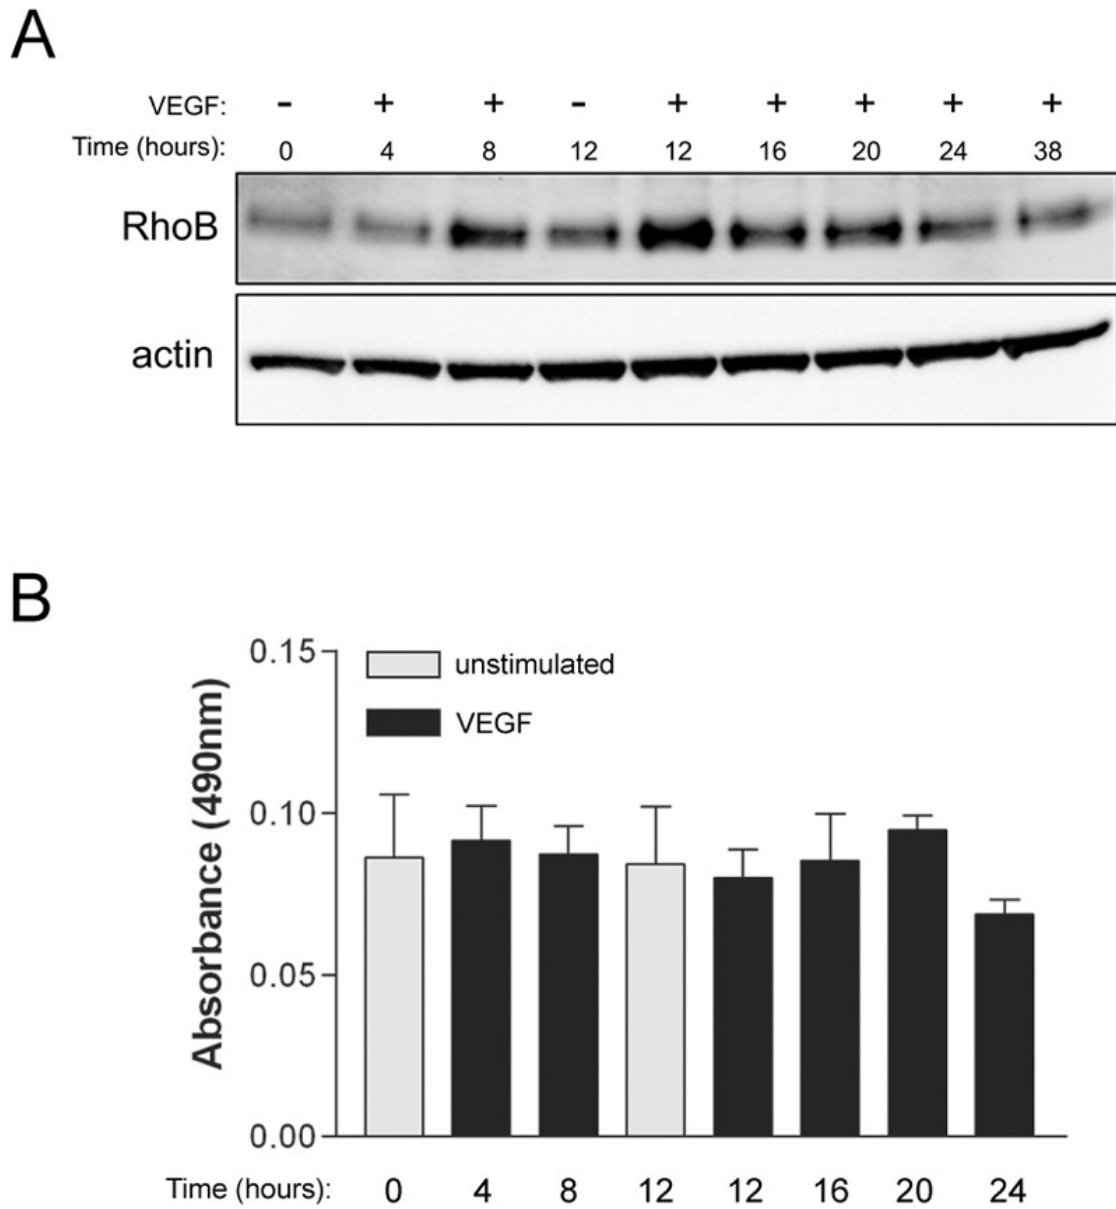 A
VEGF: - + + - + + + + +
Time (hours): 0 4 8 12 12 16 20 24 38
RhoB
actin
B
0.15
0.10
0.05
0.00
Absorbance (490nm)
unstimulated
VEGF
Time (hours): 0 4 8 12 12 16 20 24